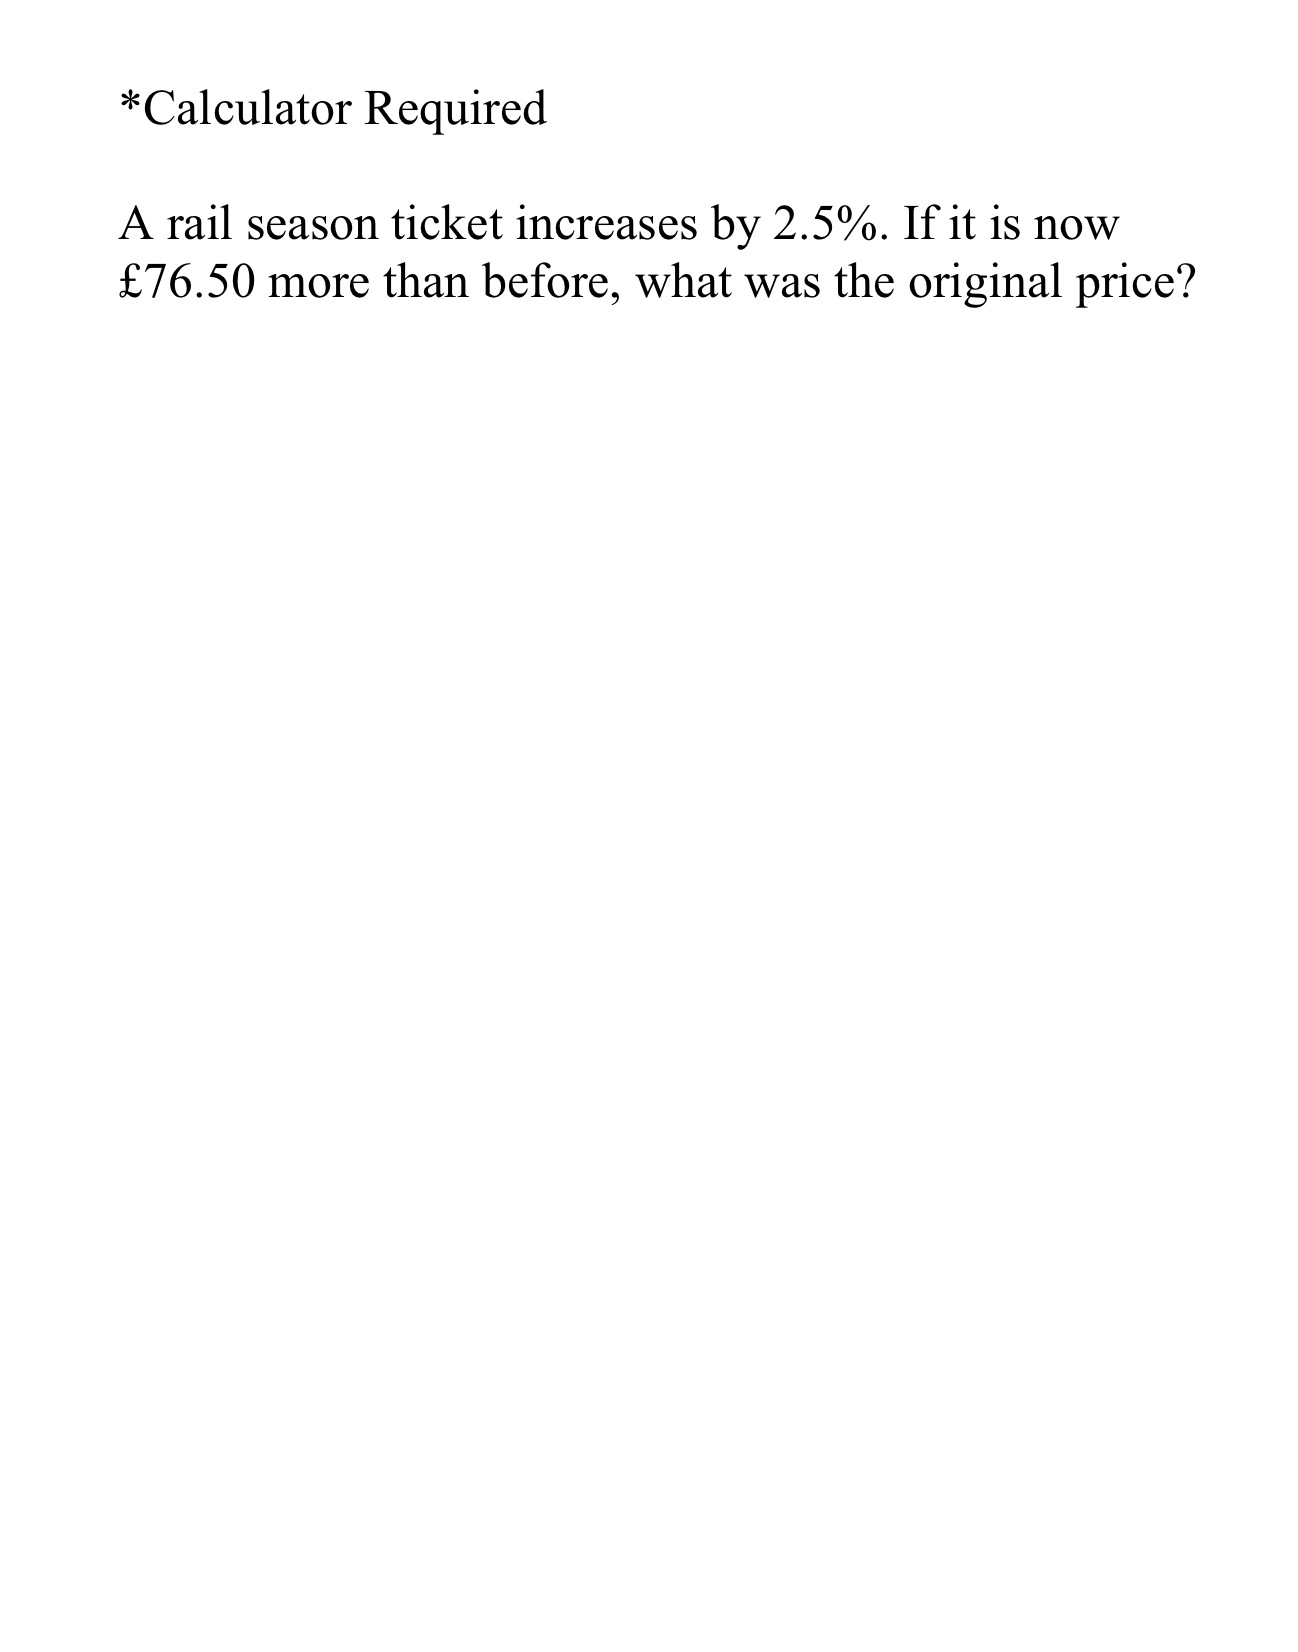 *Calculator Required
A rail season ticket increases by 2.5%. If it is now
£76.50 more than before, what was the original price?